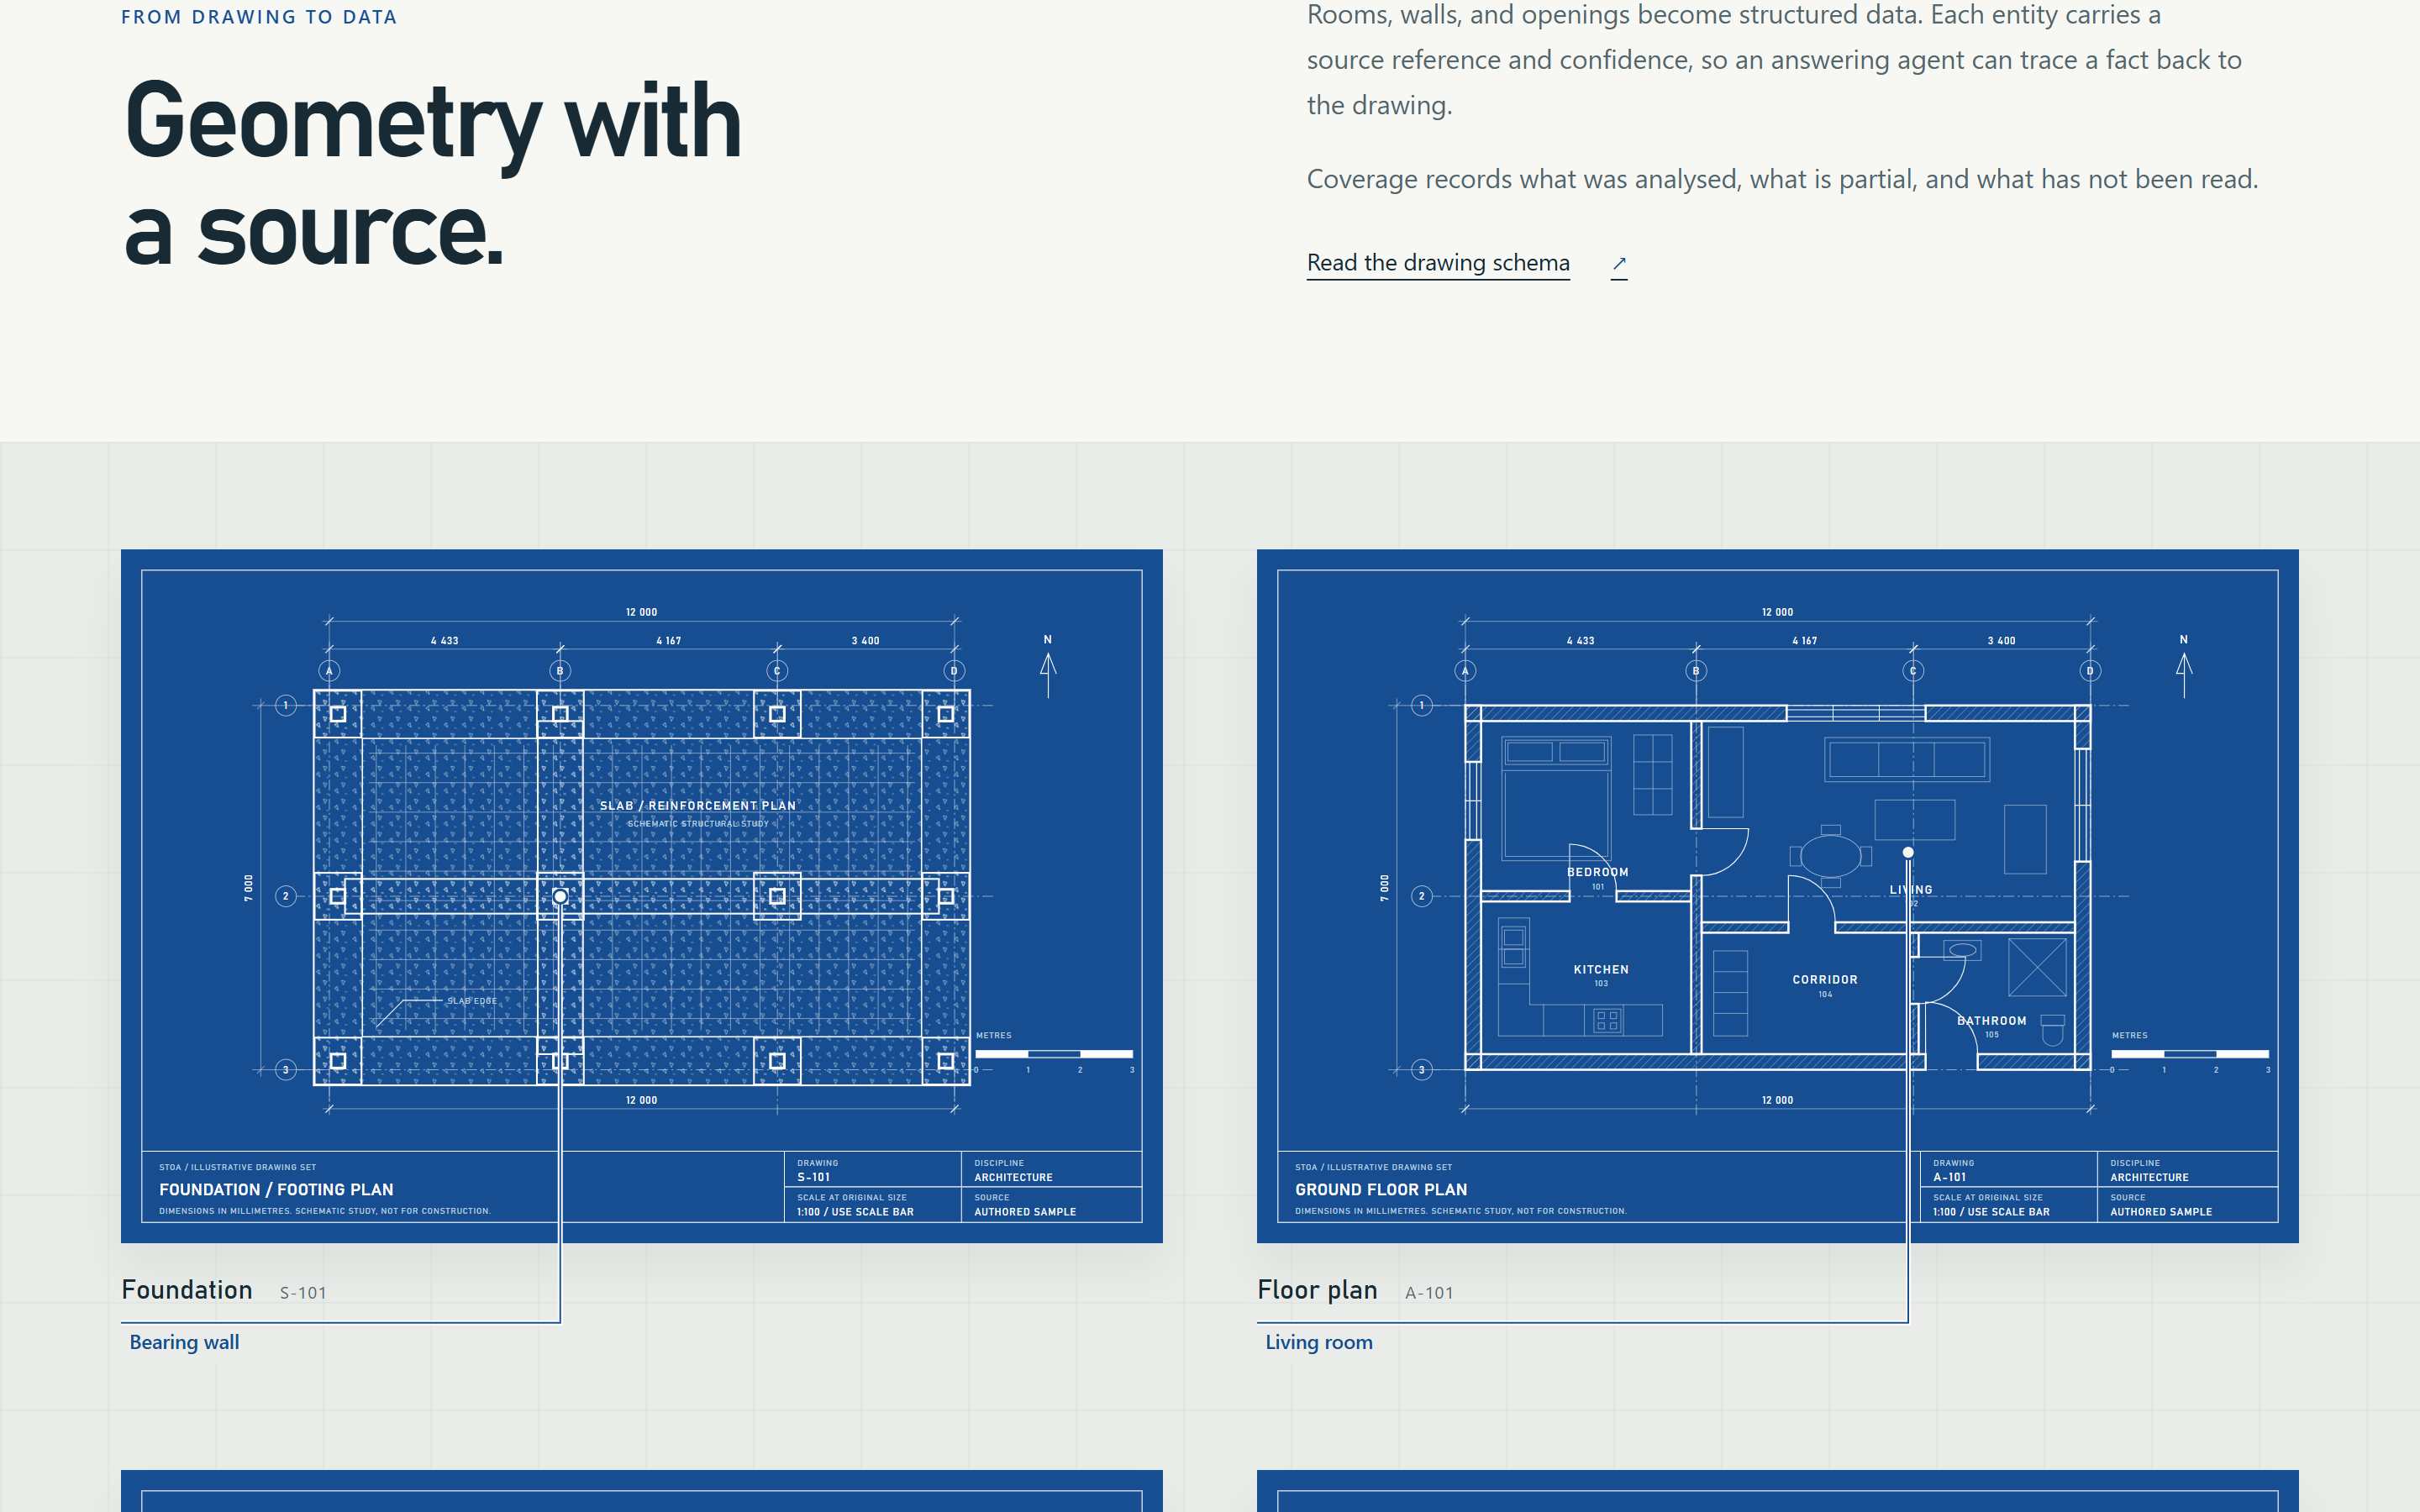 FROM DRAWING TO DATA
Geometry with
a source.
Rooms, walls, and openings become structured data. Each entity carries a
source reference and confidence, so an answering agent can trace a fact back to
the drawing.
Coverage records what was analysed, what is partial, and what has not been read.
Read the drawing schema ↗
12 000
4 433 4 167 3 400
N
A B C D
1
SLAB / REINFORCEMENT PLAN
SCHEMATIC STRUCTURAL STUDY
7 000
2
SLAB EDGE
METRES
3
0 1 2 3
12 000
STOA / ILLUSTRATIVE DRAWING SET
FOUNDATION / FOOTING PLAN
DIMENSIONS IN MILLIMETRES. SCHEMATIC STUDY, NOT FOR CONSTRUCTION.
DRAWING
S-101
DISCIPLINE
ARCHITECTURE
SCALE AT ORIGINAL SIZE
1:100 / USE SCALE BAR
SOURCE
AUTHORED SAMPLE
Foundation S-101
Bearing wall
12 000
4 433 4 167 3 400
N
A B C D
1
BEDROOM
101
7 000
2
LIVING
KITCHEN
103
CORRIDOR
104
BATHROOM
105
METRES
3
0 1 2 3
12 000
STOA / ILLUSTRATIVE DRAWING SET
GROUND FLOOR PLAN
DIMENSIONS IN MILLIMETRES. SCHEMATIC STUDY, NOT FOR CONSTRUCTION.
DRAWING
A-101
DISCIPLINE
ARCHITECTURE
SCALE AT ORIGINAL SIZE
1:100 / USE SCALE BAR
SOURCE
AUTHORED SAMPLE
Floor plan A-101
Living room